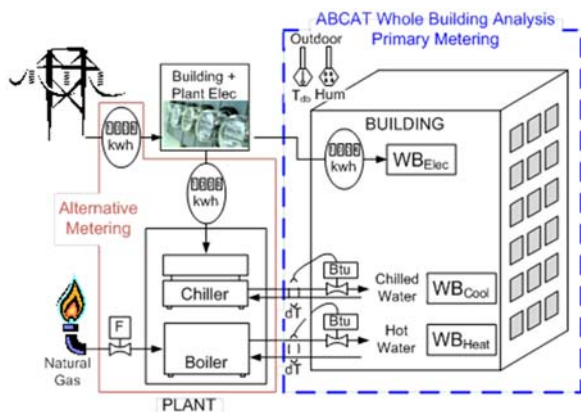 ABCAT Whole Building Analysis
Primary Metering
Outdoor
Tdb Hum
Building +
Plant Elec
BUILDING
kwh
kwh
WBElec
kwh
Alternative
Metering
Btu
Chiller
Chilled
Water
WBCool
dT
Btu
F
Boiler
Hot
Water
WBHeat
dT
Natural
Gas
PLANT